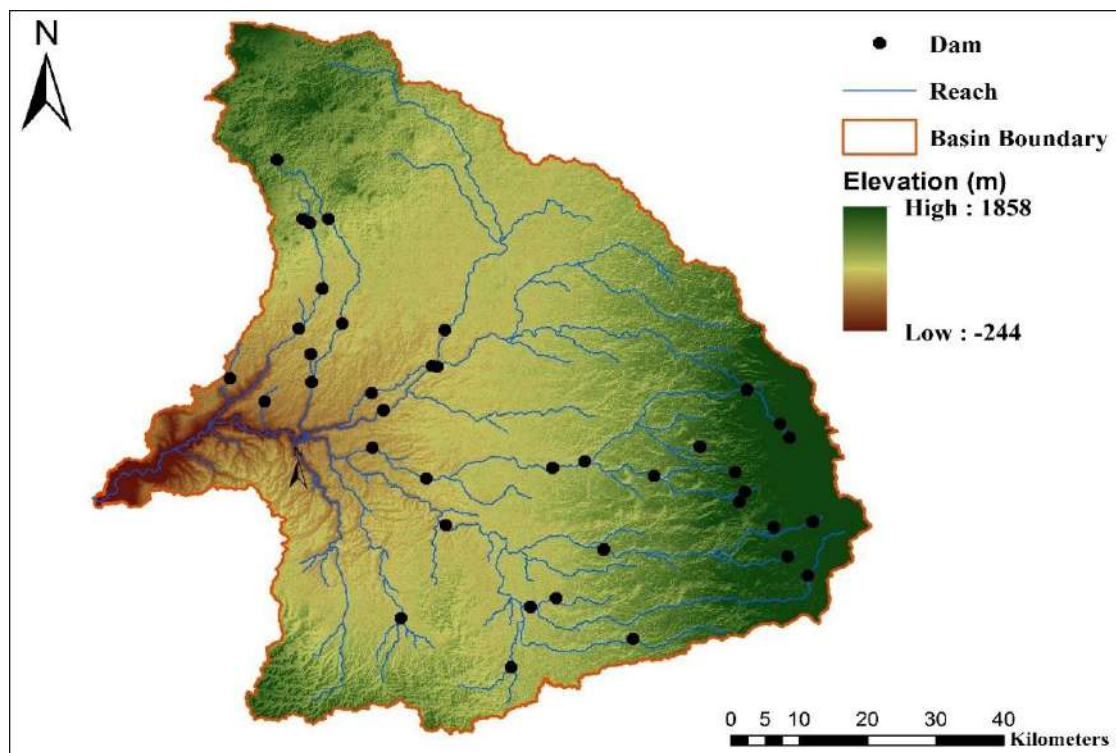 N
Dam
Reach
Basin Boundary
Elevation (m)
High : 1858
Low : -244
0 5 10 20 30 40
Kilometers